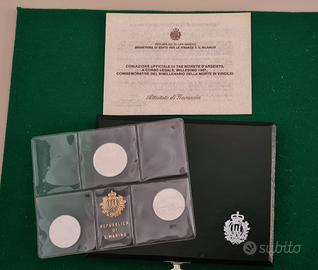 REPUBBLICA DI SAN MARINO
SEGRETERIA DI STATO PER LE FINANZE E IL BILANCIO
CONIAZIONE UFFICIALE DI TRE MONETE D'ARGENTO,
A CORSO LEGALE, MILLESIMO 1981,
COMMEMORATIVE DEL BIMILLENARIO DELLA MORTE DI VIRGILIO
Attestato di Garanzia
REPUBBLICA
DI
S. MARINO
subito